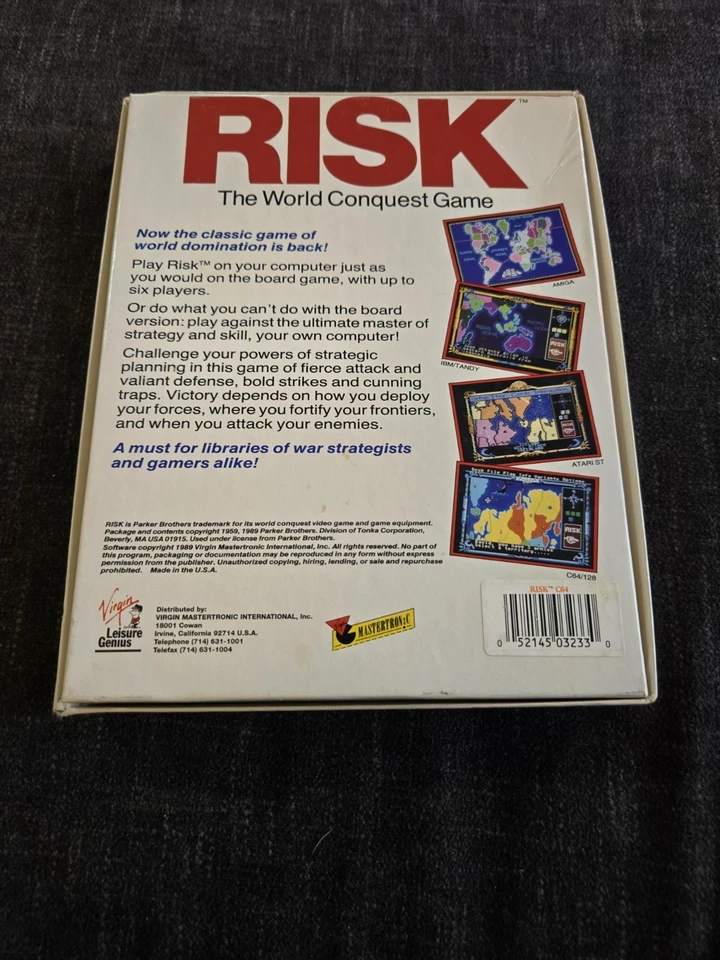 RISK™
The World Conquest Game
Now the classic game of
world domination is back!
Play Risk™ on your computer just as
you would on the board game, with up to
six players.
Or do what you can't do with the board
version: play against the ultimate master of
strategy and skill, your own computer!
Challenge your powers of strategic
planning in this game of fierce attack and
valiant defense, bold strikes and cunning
traps. Victory depends on how you deploy
your forces, where you fortify your frontiers,
and when you attack your enemies.
A must for libraries of war strategists
and gamers alike!
AMIGA
RISK
IBM/TANDY
ATARI ST
Desk File Play Info Variants Options
RISK
C64/128
RISK is Parker Brothers trademark for its world conquest video game and game equipment.
Package and contents copyright 1959, 1989 Parker Brothers. Division of Tonka Corporation,
Beverly, MA USA 01915. Used under license from Parker Brothers.
Software copyright 1989 Virgin Mastertronic International, Inc. All rights reserved. No part of
this program, packaging or documentation may be reproduced in any form without express
permission from the publisher. Unauthorized copying, hiring, lending, or sale and repurchase
prohibited. Made in the U.S.A.
Virgin
Leisure
Genius
Distributed by:
VIRGIN MASTERTRONIC INTERNATIONAL, Inc.
18001 Cowan
Irvine, California 92714 U.S.A.
Telephone (714) 631-1001
Telefax (714) 631-1004
MASTERTRONIC
RISK™ C64
0 52145 03233 0